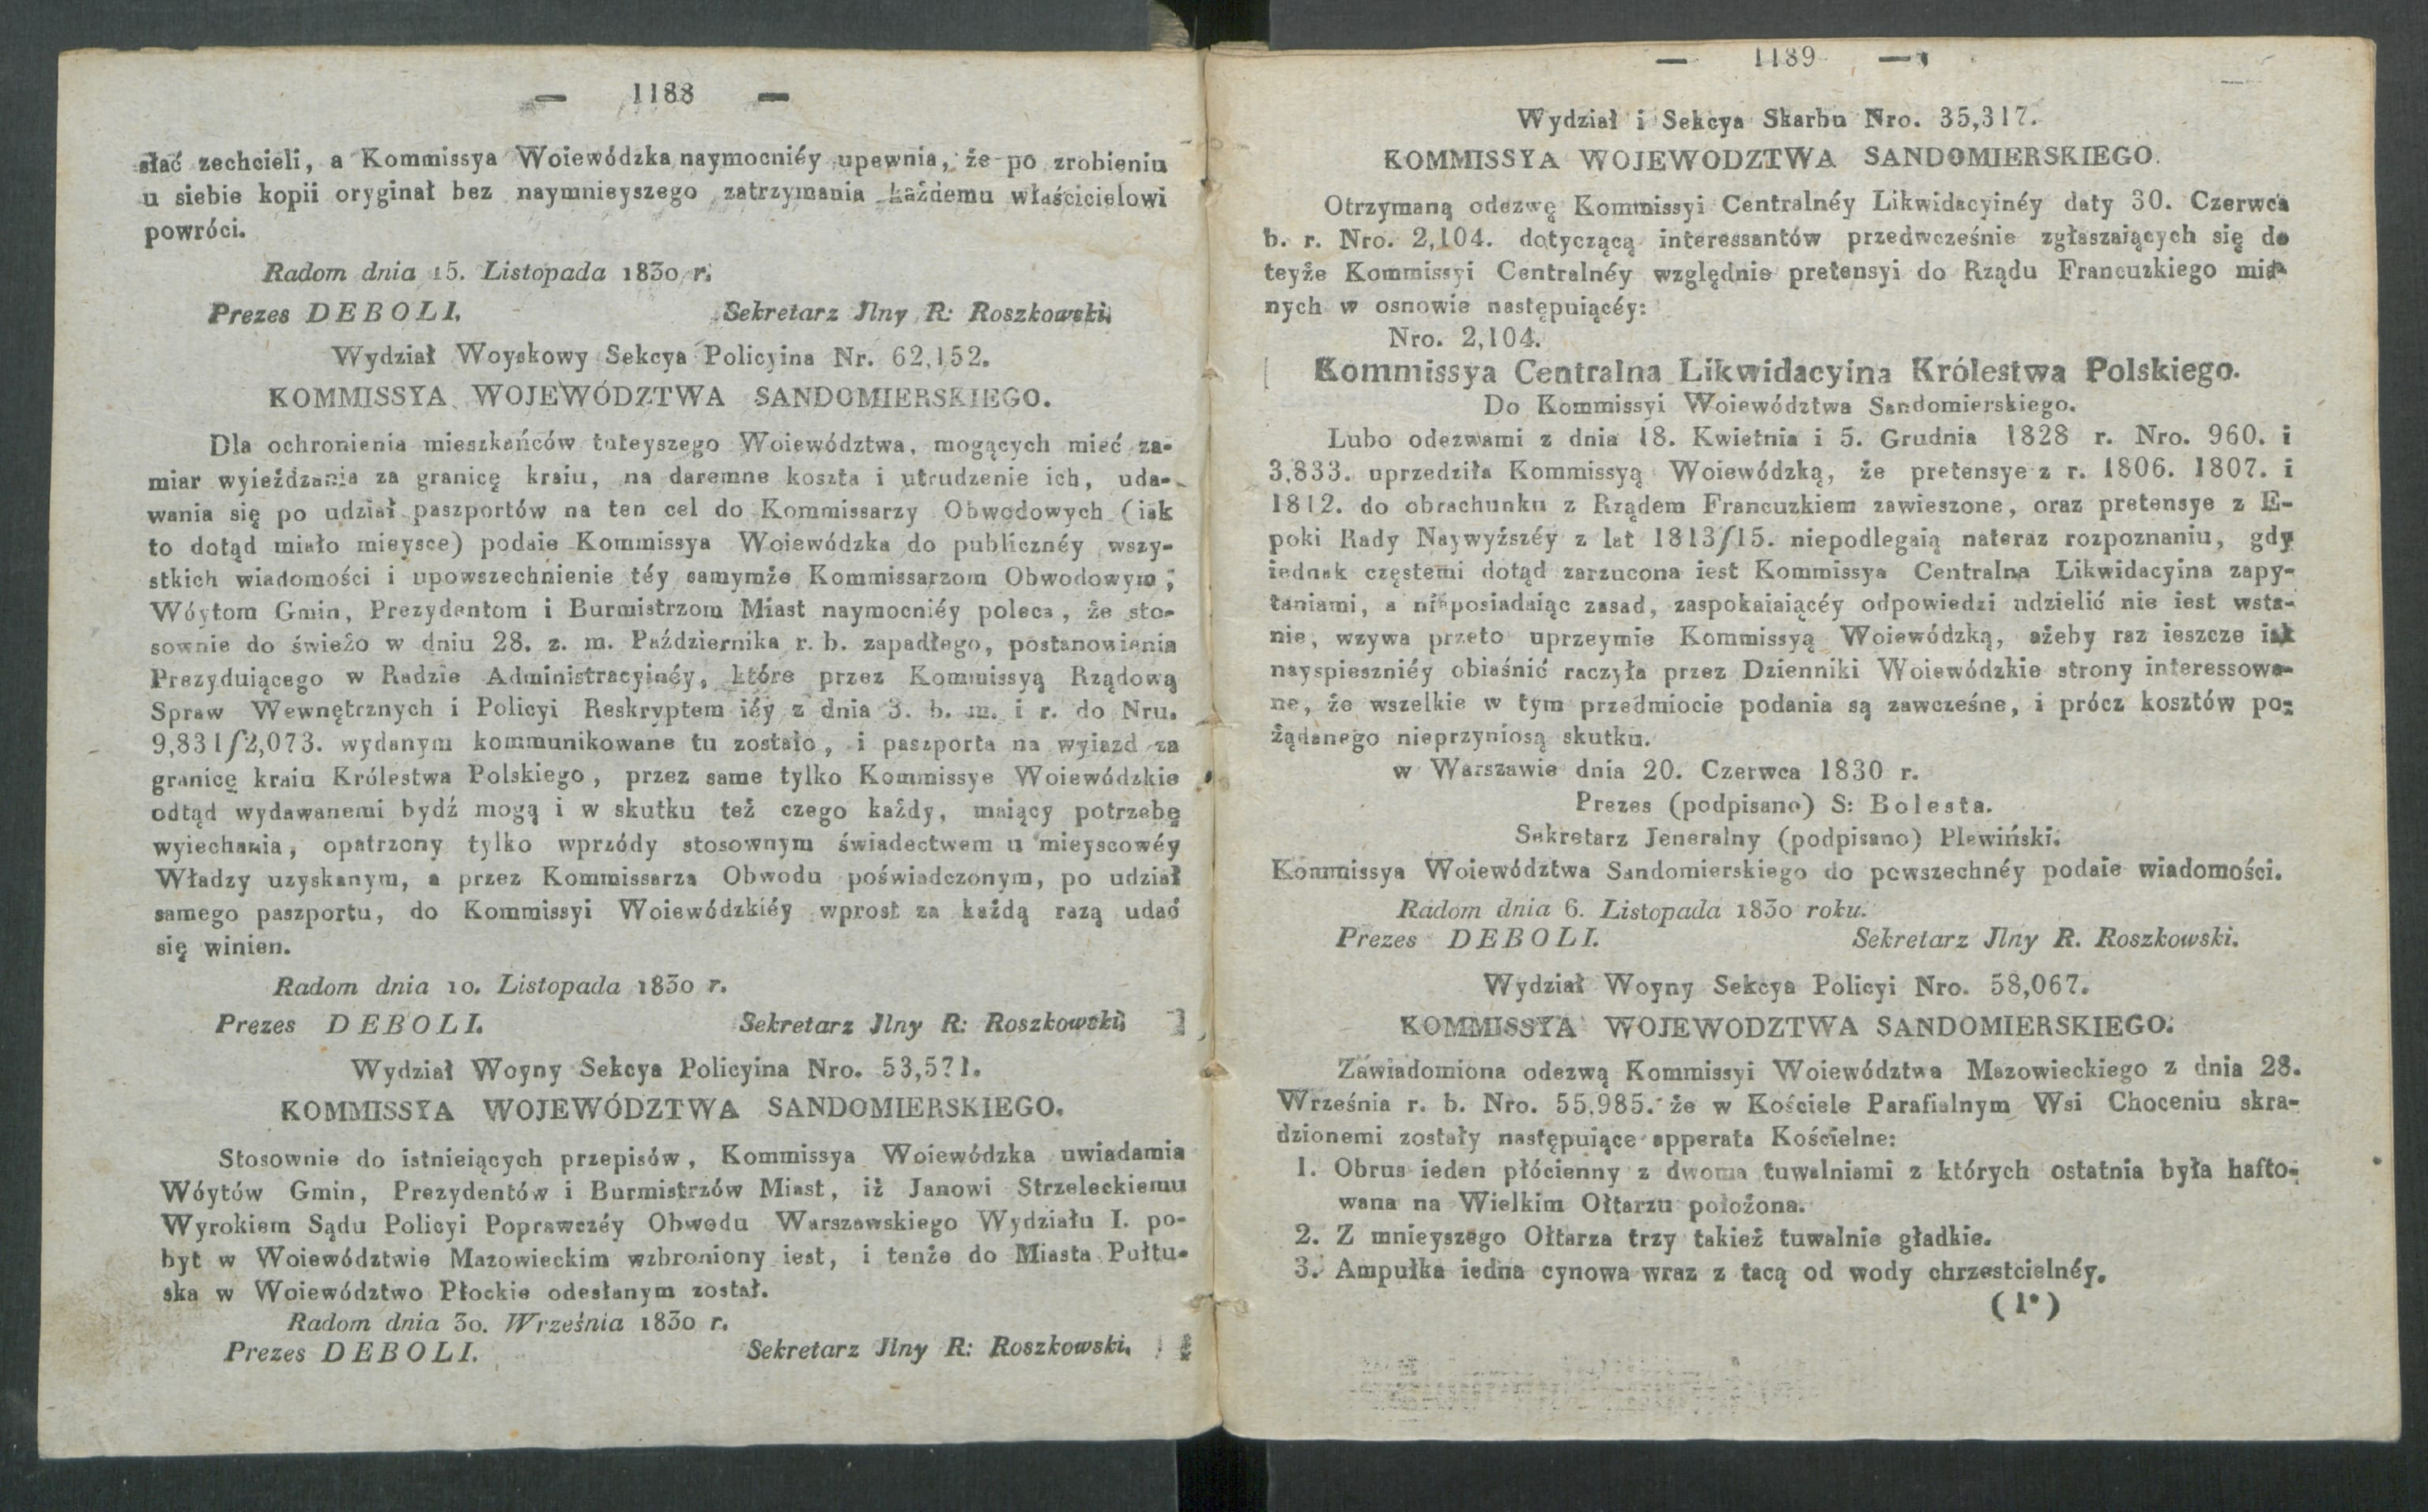 — 1188 —
słać zechcieli, a Kommissya Woiewódzka naymocniéy upewnia, że po zrobieniu
u siebie kopii oryginał bez naymnieyszego zatrzymania każdemu właścicielowi
powróci.
Radom dnia 15. Listopada 1830 r.
Prezes DEBOLI. Sekretarz Jlny R: Roszkowski.
Wydział Woyskowy Sekcya Policyina Nr. 62,152.
KOMMISSYA WOJEWÓDZTWA SANDOMIERSKIEGO.
Dla ochronienia mieszkańców tuteyszego Woiewództwa, mogących mieć za-
miar wyieżdzania za granicę kraiu, na daremne koszta i utrudzenie ich, uda-
wania się po udział paszportów na ten cel do Kommissarzy Obwodowych (iak
to dotąd miało mieysce) podaie Kommissya Woiewódzka do publicznéy wszy-
stkich wiadomości i upowszechnienie téy samymże Kommissarzom Obwodowym,
Wóytom Gmin, Prezydentom i Burmistrzom Miast naymocniéy poleca, że sto-
sownie do świeżo w dniu 28. z. m. Października r. b. zapadłego, postanowienia
Prezyduiącego w Radzie Administracyinéy, które przez Kommissyą Rządową
Spraw Wewnętrznych i Policyi Reskryptem iéy z dnia 3. b. m. i r. do Nru.
9,831/2,073. wydanym kommunikowane tu zostało, i paszporta na wyiazd za
granicę kraiu Królestwa Polskiego, przez same tylko Kommissye Woiewódzkie
odtąd wydawanemi bydź mogą i w skutku też czego każdy, maiący potrzebę
wyiechania, opatrzony tylko wprzódy stosownym świadectwem u mieyscowéy
Władzy uzyskanym, a przez Kommissarza Obwodu poświadczonym, po udział
samego paszportu, do Kommissyi Woiewódzkiéy wprost za każdą razą udać
się winien.
Radom dnia 10. Listopada 1830 r.
Prezes DEBOLI. Sekretarz Jlny R: Roszkowski.
Wydział Woyny Sekcya Policyina Nro. 53,571.
KOMMISSYA WOJEWÓDZTWA SANDOMIERSKIEGO.
Stosownie do istnieiących przepisów, Kommissya Woiewódzka uwiadamia
Wóytów Gmin, Prezydentów i Burmistrzów Miast, iż Janowi Strzeleckiemu
Wyrokiem Sądu Policyi Poprawczéy Obwodu Warszawskiego Wydziału I. po-
byt w Woiewództwie Mazowieckim wzbroniony iest, i tenże do Miasta Pułtu-
ska w Woiewództwo Płockie odesłanym został.
Radom dnia 30. Września 1830 r.
Prezes DEBOLI. Sekretarz Jlny R: Roszkowski.
— 1189 —
Wydział i Sekcya Skarbu Nro. 35,317.
KOMMISSYA WOJEWODZTWA SANDOMIERSKIEGO.
Otrzymaną odezwę Kommissyi Centralnéy Likwidacyinéy daty 30. Czerwca
b. r. Nro. 2,104. dotyczącą interessantów przedwcześnie zgłaszaiących się do
teyże Kommissyi Centralnéy względnie pretensyi do Rządu Francuzkiego mia-
nych w osnowie następuiącéy:
Nro. 2,104.
Kommissya Centralna Likwidacyina Królestwa Polskiego.
Do Kommissyi Woiewództwa Sandomierskiego.
Lubo odezwami z dnia 18. Kwietnia i 5. Grudnia 1828 r. Nro. 960. i
3,833. uprzedziła Kommissyą Woiewódzką, że pretensye z r. 1806. 1807. i
1812. do obrachunku z Rządem Francuzkiem zawieszone, oraz pretensye z E-
poki Rady Naywyższéy z lat 1813/15. niepodlegaią nateraz rozpoznaniu, gdy
iednak częstemi dotąd zarzucona iest Kommissya Centralna Likwidacyina zapy-
taniami, a nieposiadaiąc zasad, zaspokaiaiącéy odpowiedzi udzielić nie iest wsta-
nie, wzywa przeto uprzeymie Kommissyą Woiewódzką, ażeby raz ieszcze iak
nayspieszniéy obiaśnić raczyła przez Dzienniki Woiewódzkie strony interessowa-
ne, że wszelkie w tym przedmiocie podania są zawcześne, i prócz kosztów po-
żądanego nieprzyniosą skutku.
w Warszawie dnia 20. Czerwca 1830 r.
Prezes (podpisano) S: Bolesta.
Sekretarz Jeneralny (podpisano) Plewiński.
Kommissya Woiewództwa Sandomierskiego do powszechnéy podaie wiadomości.
Radom dnia 6. Listopada 1830 roku.
Prezes DEBOLI. Sekretarz Jlny R. Roszkowski.
Wydział Woyny Sekcya Policyi Nro. 58,067.
KOMMISSYA WOJEWODZTWA SANDOMIERSKIEGO.
Zawiadomiona odezwą Kommissyi Woiewództwa Mazowieckiego z dnia 28.
Września r. b. Nro. 55,985. że w Kościele Parafialnym Wsi Choceniu skra-
dzionemi zostały następuiące apperata Kościelne:
1. Obrus ieden płócienny z dwoma tuwalniami z których ostatnia była hafto-
wana na Wielkim Ołtarzu położona.
2. Z mnieyszego Ołtarza trzy takież tuwalnie gładkie.
3. Ampułka iedna cynowa wraz z tacą od wody chrzestcielnéy.
(1*)